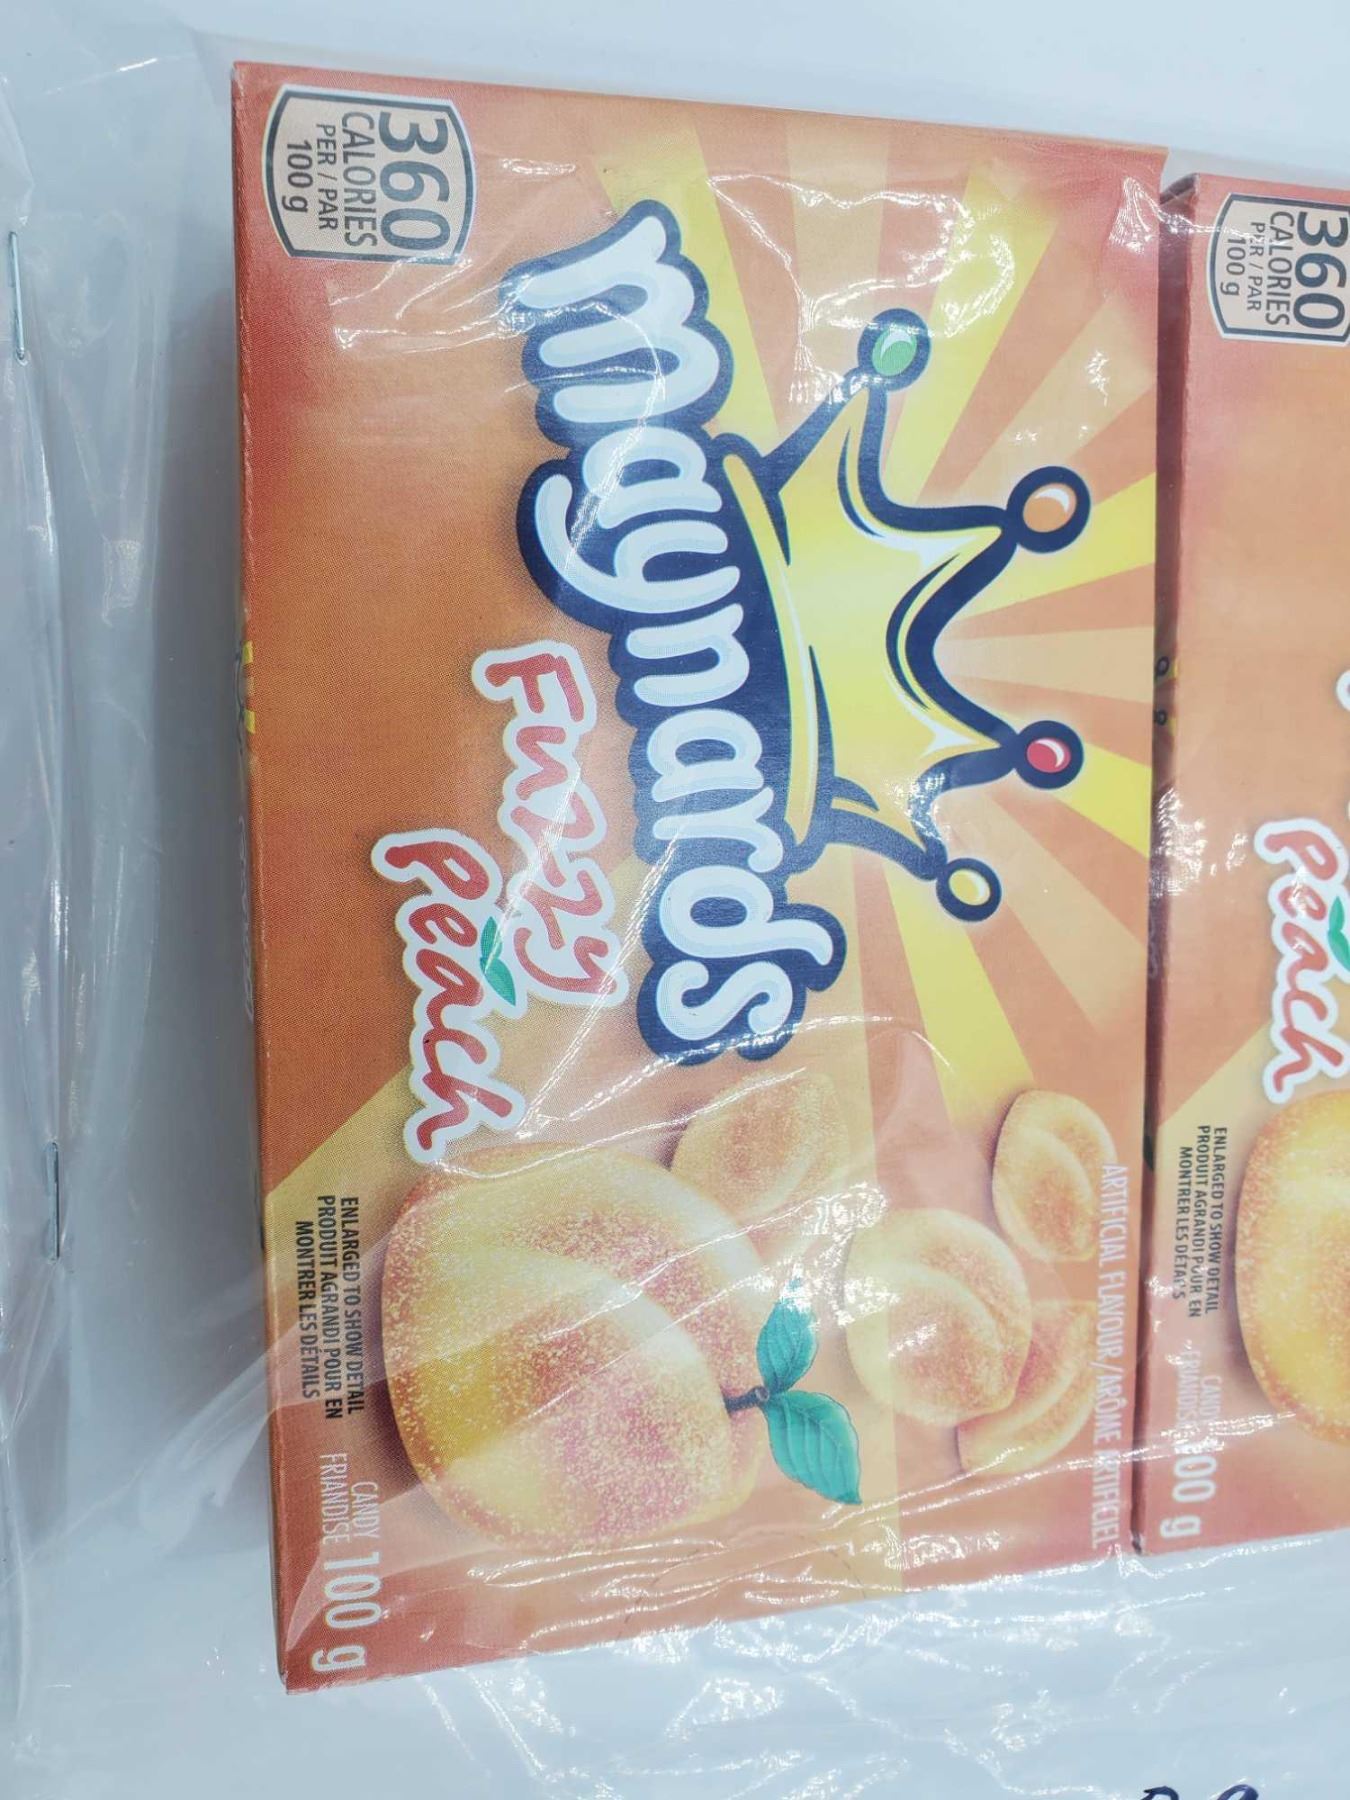 360
CALORIES
PER / PAR
100 g
maynards
Fuzzy
Peach
ARTIFICIAL FLAVOUR/ARÔME ARTIFICIEL
ENLARGED TO SHOW DETAIL
PRODUIT AGRANDI POUR EN
MONTRER LES DÉTAILS
CANDY
FRIANDISE 100 g
360
CALORIES
PER / PAR
100 g
Peach
ENLARGED TO SHOW DETAIL
PRODUIT AGRANDI POUR EN
MONTRER LES DÉTAILS
CANDY
FRIANDISE 100 g